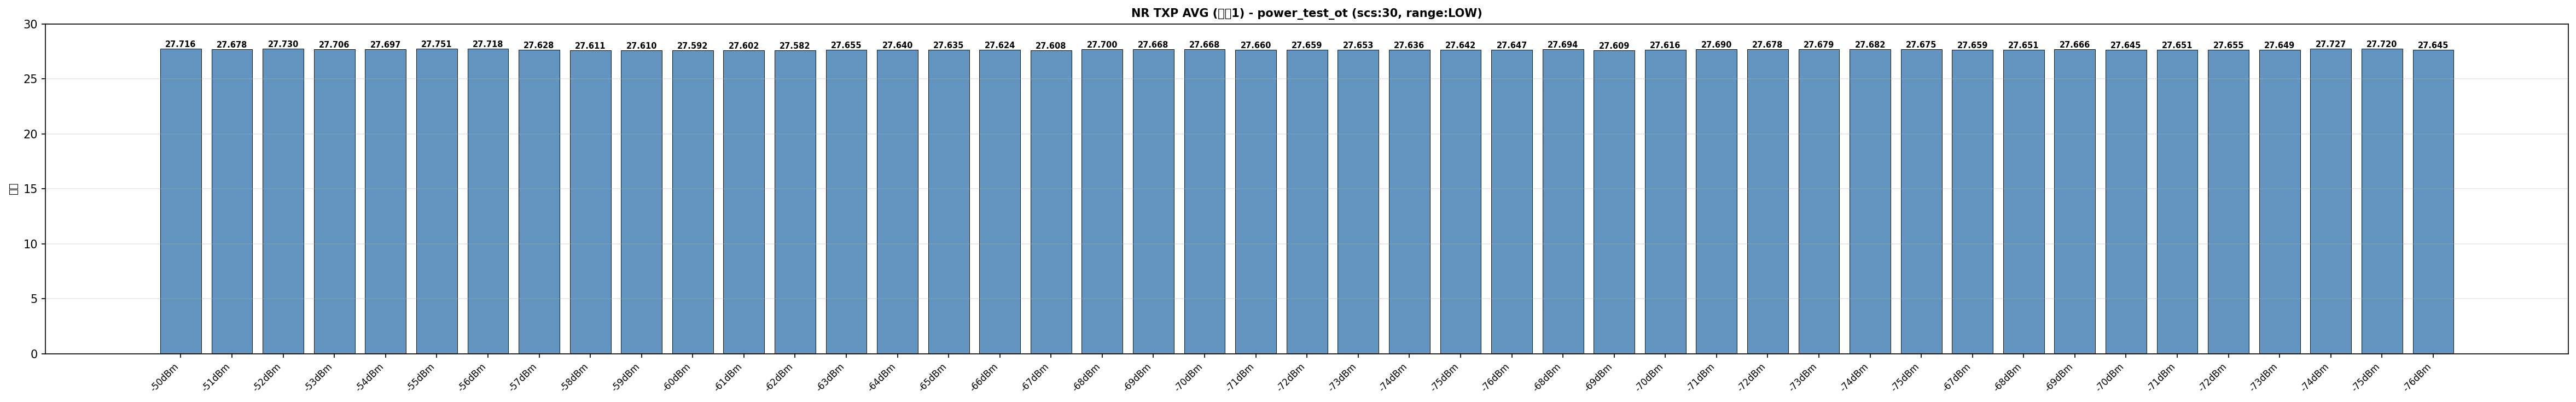 NR TXP AVG (▯▯1) - power_test_ot (scs:30, range:LOW)
30
25
20
15
10
5
0
27.716 27.678 27.730 27.706 27.697 27.751 27.718 27.628 27.611 27.610 27.592 27.602 27.582 27.655 27.640 27.635 27.624 27.608 27.700 27.668 27.668 27.660 27.659 27.653 27.636 27.642 27.647 27.694 27.609 27.616 27.690 27.678 27.679 27.682 27.675 27.659 27.651 27.666 27.645 27.651 27.655 27.649 27.727 27.720 27.645
-50dBm -51dBm -52dBm -53dBm -54dBm -55dBm -56dBm -57dBm -58dBm -59dBm -60dBm -61dBm -62dBm -63dBm -64dBm -65dBm -66dBm -67dBm -68dBm -69dBm -70dBm -71dBm -72dBm -73dBm -74dBm -75dBm -76dBm -68dBm -69dBm -70dBm -71dBm -72dBm -73dBm -74dBm -75dBm -67dBm -68dBm -69dBm -70dBm -71dBm -72dBm -73dBm -74dBm -75dBm -76dBm